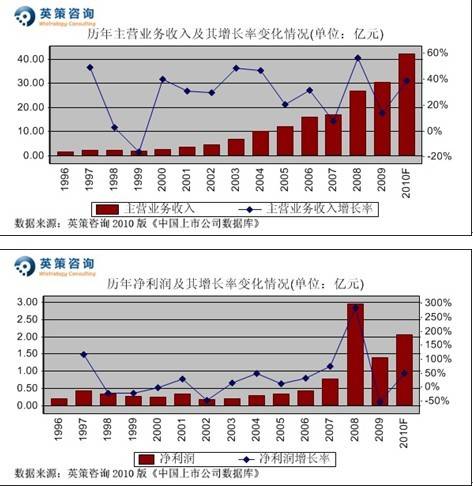 英策咨询
WisTrategy Consulting
历年主营业务收入及其增长率变化情况(单位：亿元)
40.00
30.00
20.00
10.00
0.00
60%
40%
20%
0%
-20%
1996 1997 1998 1999 2000 2001 2002 2003 2004 2005 2006 2007 2008 2009 2010F
主营业务收入 主营业务收入增长率
数据来源：英策咨询 2010 版《中国上市公司数据库》
英策咨询
WisTrategy Consulting
历年净利润及其增长率变化情况(单位：亿元)
3.00
2.50
2.00
1.50
1.00
0.50
0.00
300%
250%
200%
150%
100%
50%
0%
-50%
1996 1997 1998 1999 2000 2001 2002 2003 2004 2005 2006 2007 2008 2009 2010F
净利润 净利润增长率
数据来源：英策咨询 2010 版《中国上市公司数据库》